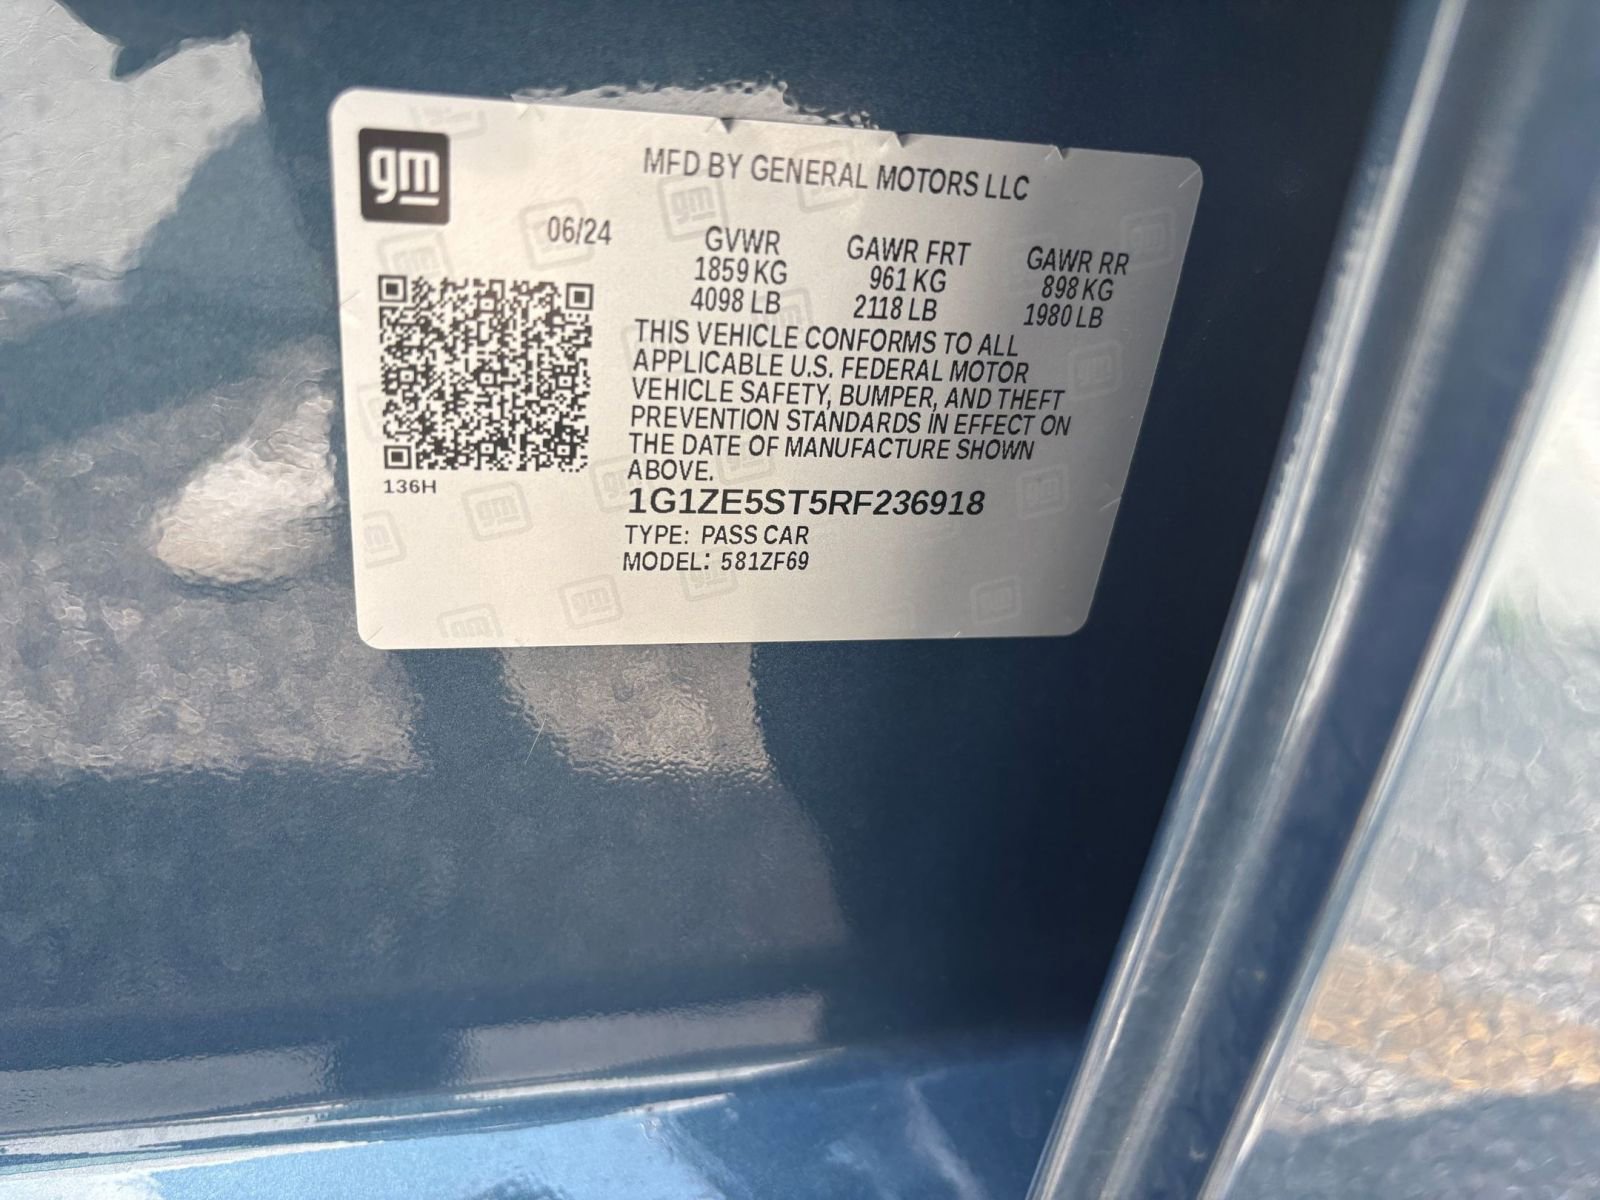 gm
MFD BY GENERAL MOTORS LLC
06/24
GVWR
1859 KG
4098 LB
GAWR FRT
961 KG
2118 LB
GAWR RR
898 KG
1980 LB
THIS VEHICLE CONFORMS TO ALL
APPLICABLE U.S. FEDERAL MOTOR
VEHICLE SAFETY, BUMPER, AND THEFT
PREVENTION STANDARDS IN EFFECT ON
THE DATE OF MANUFACTURE SHOWN
ABOVE.
136H
1G1ZE5ST5RF236918
TYPE: PASS CAR
MODEL: 581ZF69